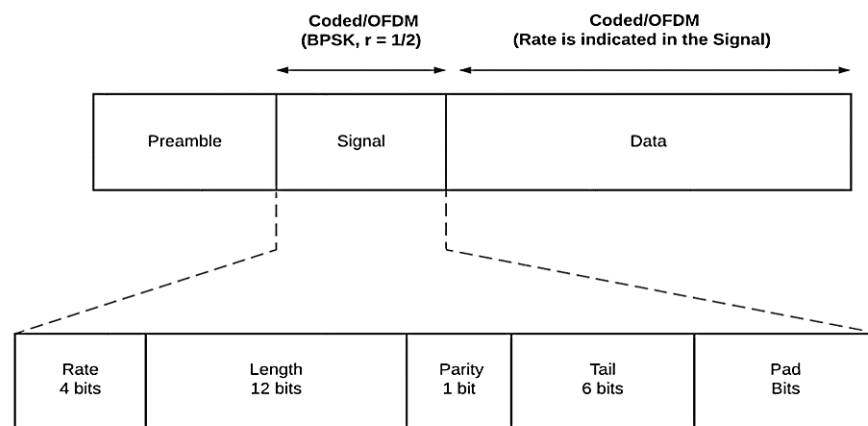 Coded/OFDM
(BPSK, r = 1/2)
Coded/OFDM
(Rate is indicated in the Signal)
Preamble
Signal
Data
Rate
4 bits
Length
12 bits
Parity
1 bit
Tail
6 bits
Pad
Bits